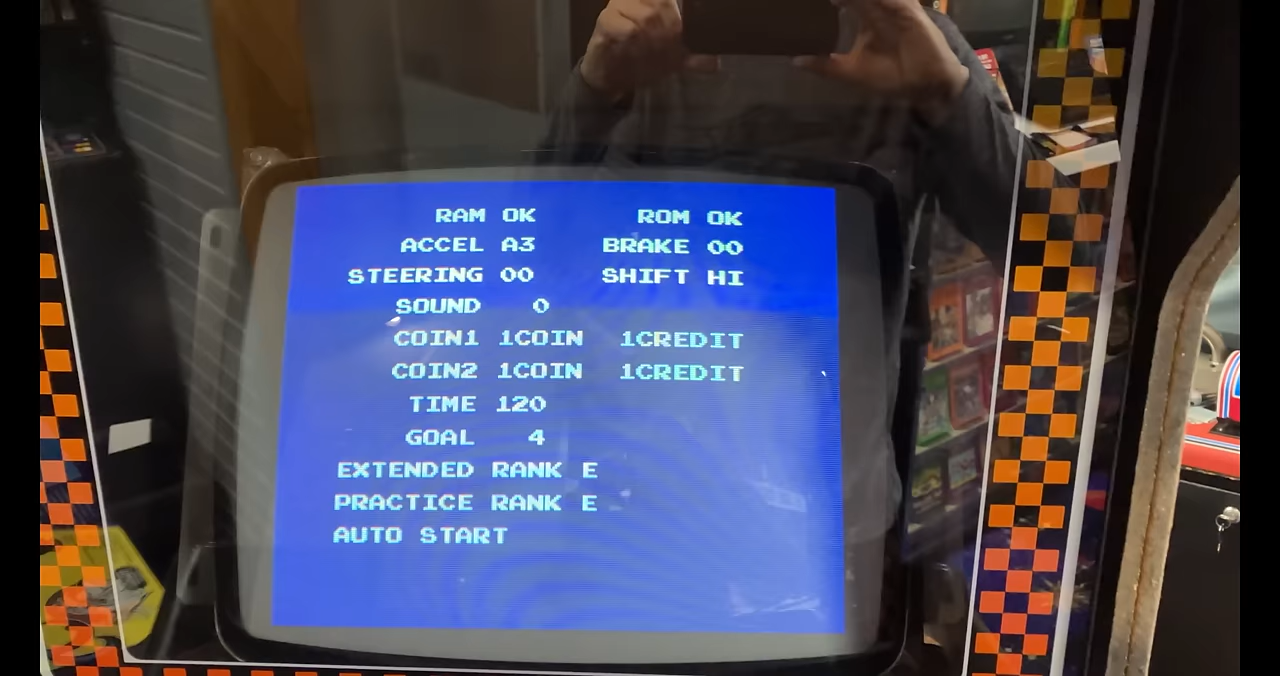 RAM OK ROM OK
ACCEL A3 BRAKE 00
STEERING 00 SHIFT HI
SOUND 0
COIN1 1COIN 1CREDIT
COIN2 1COIN 1CREDIT
TIME 120
GOAL 4
EXTENDED RANK E
PRACTICE RANK E
AUTO START